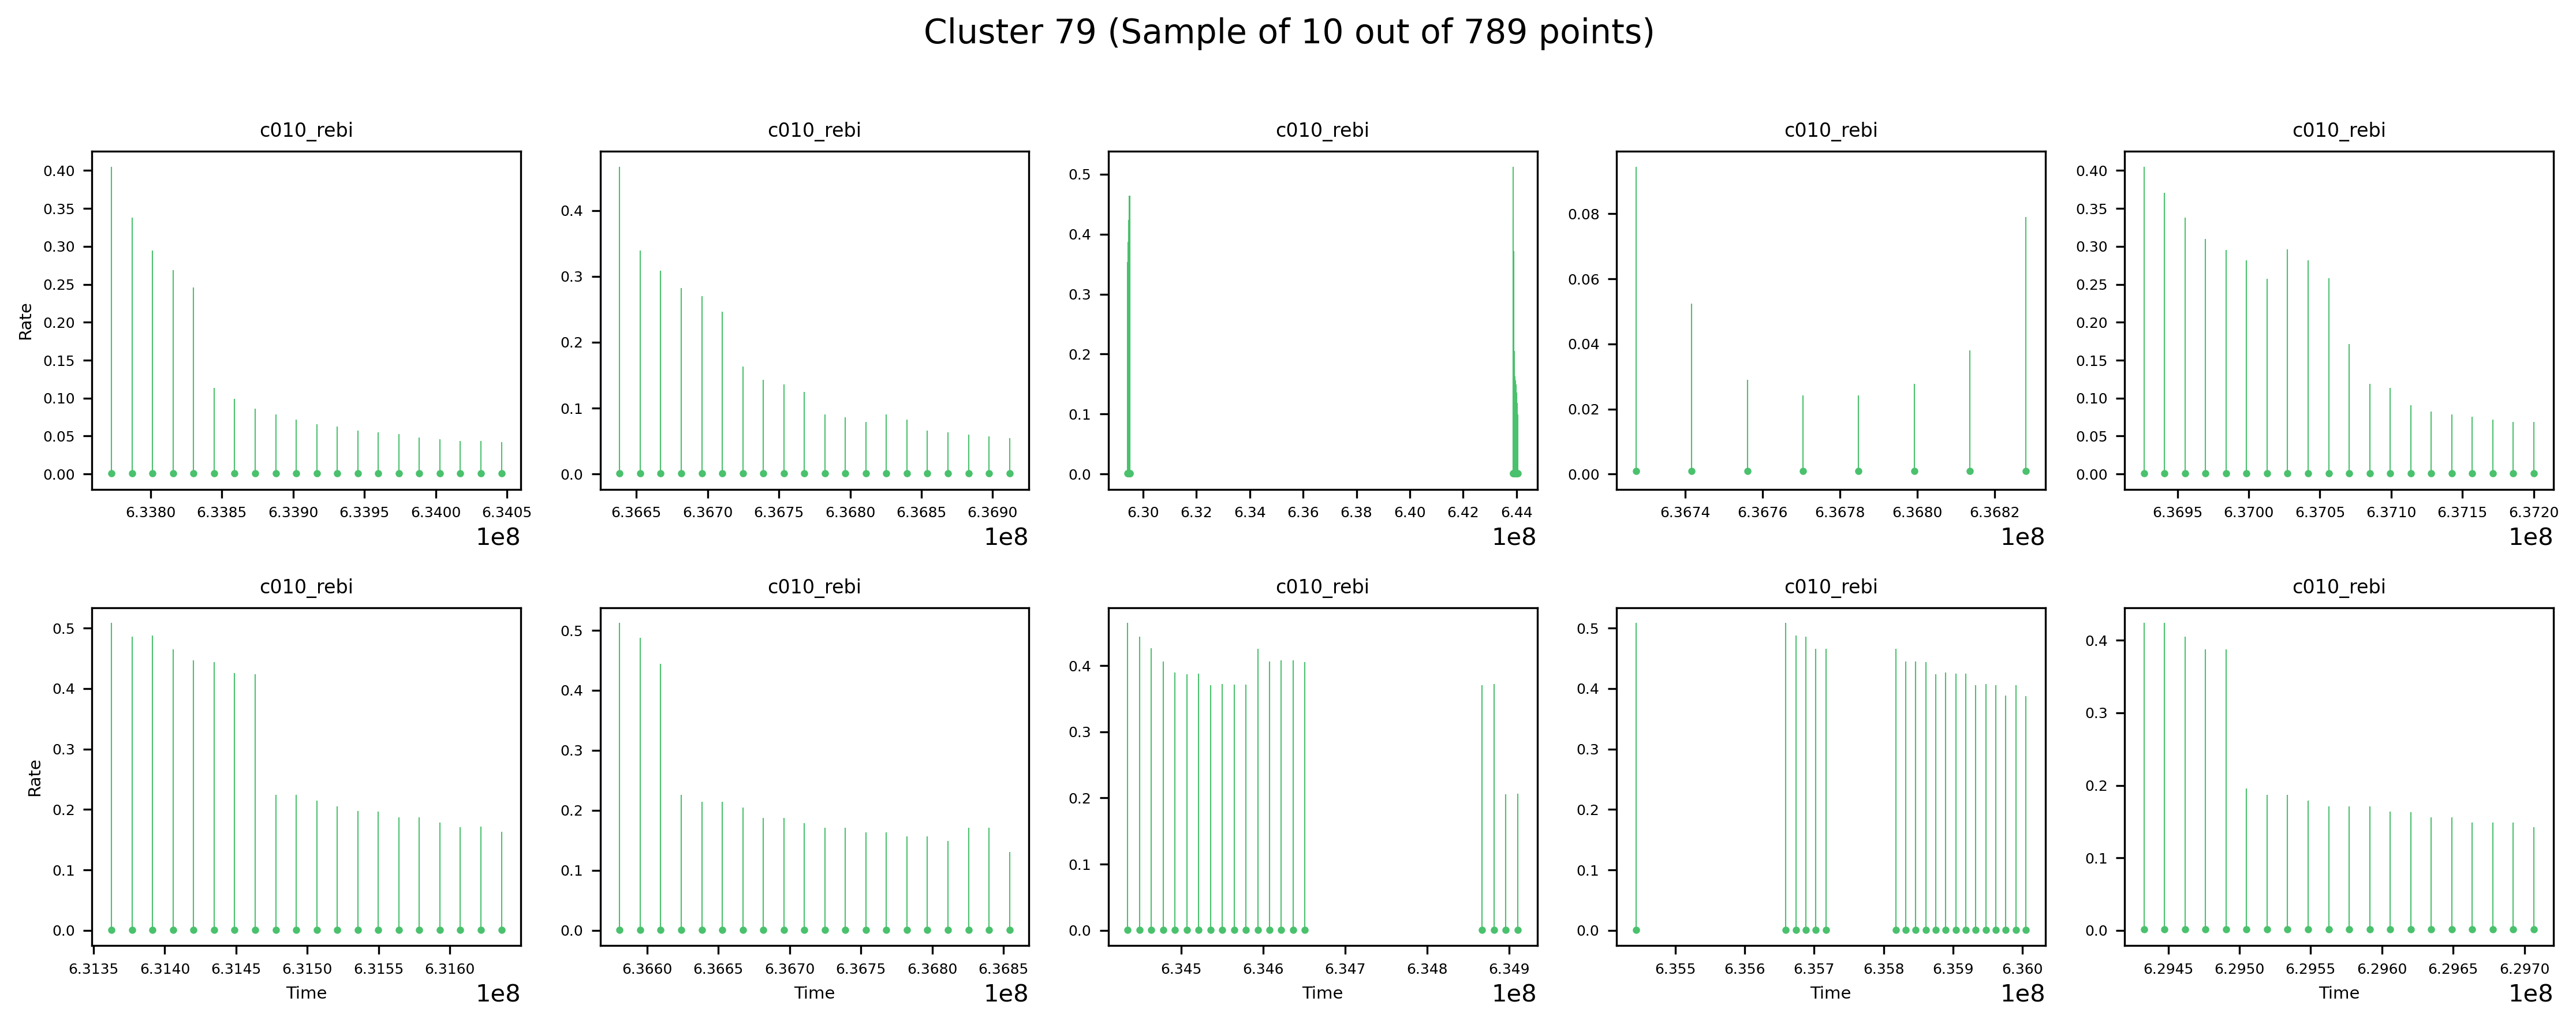 Cluster 79 (Sample of 10 out of 789 points)
c010_rebi c010_rebi c010_rebi c010_rebi c010_rebi
Rate
0.40 0.35 0.30 0.25 0.20 0.15 0.10 0.05 0.00
6.3380 6.3385 6.3390 6.3395 6.3400 6.3405
1e8
0.4 0.3 0.2 0.1 0.0
6.3665 6.3670 6.3675 6.3680 6.3685 6.3690
1e8
0.5 0.4 0.3 0.2 0.1 0.0
6.30 6.32 6.34 6.36 6.38 6.40 6.42 6.44
1e8
0.08 0.06 0.04 0.02 0.00
6.3674 6.3676 6.3678 6.3680 6.3682
1e8
0.40 0.35 0.30 0.25 0.20 0.15 0.10 0.05 0.00
6.3695 6.3700 6.3705 6.3710 6.3715 6.3720
1e8
c010_rebi c010_rebi c010_rebi c010_rebi c010_rebi
Rate
0.5 0.4 0.3 0.2 0.1 0.0
6.3135 6.3140 6.3145 6.3150 6.3155 6.3160
Time 1e8
0.5 0.4 0.3 0.2 0.1 0.0
6.3660 6.3665 6.3670 6.3675 6.3680 6.3685
Time 1e8
0.4 0.3 0.2 0.1 0.0
6.345 6.346 6.347 6.348 6.349
Time 1e8
0.5 0.4 0.3 0.2 0.1 0.0
6.355 6.356 6.357 6.358 6.359 6.360
Time 1e8
0.4 0.3 0.2 0.1 0.0
6.2945 6.2950 6.2955 6.2960 6.2965 6.2970
Time 1e8